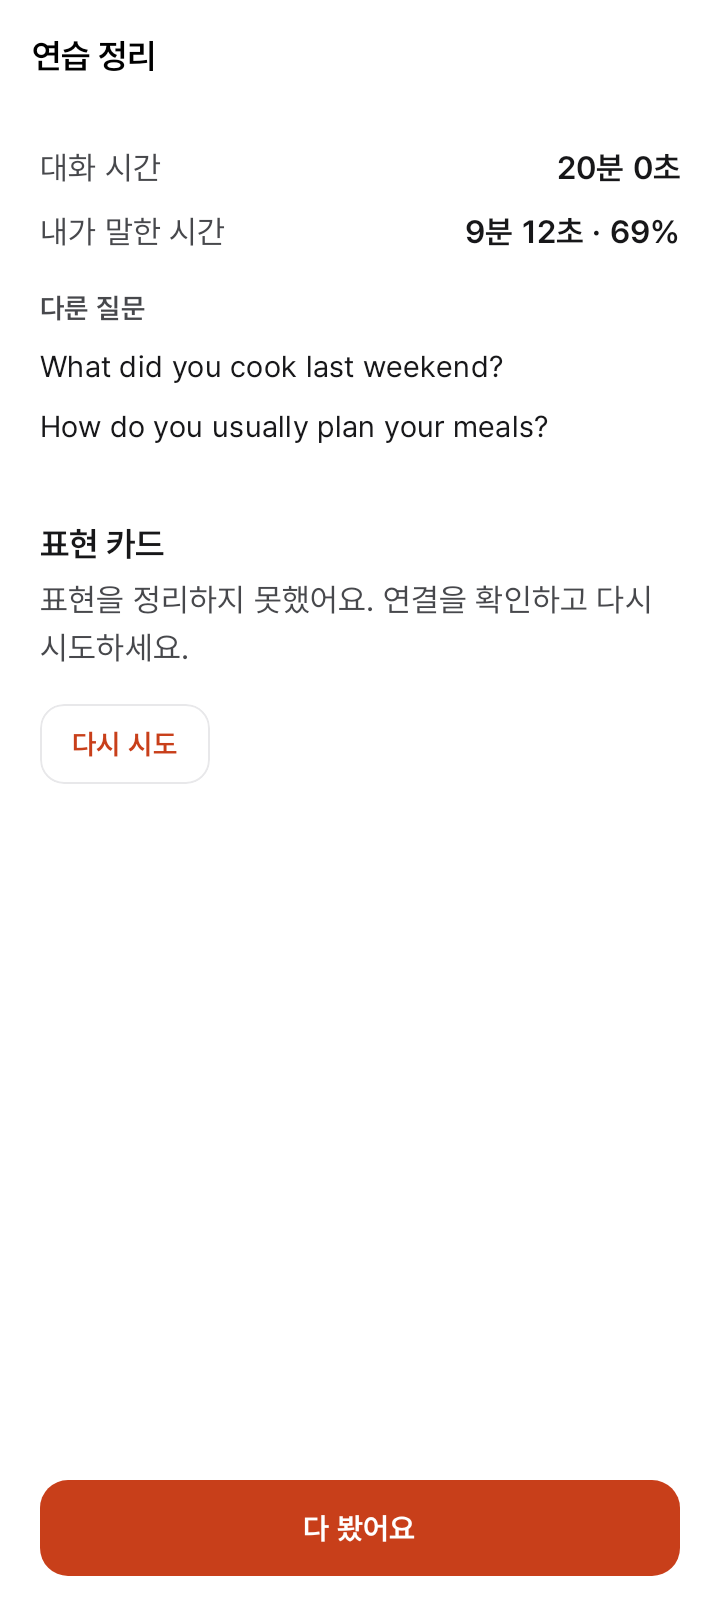 연습 정리
대화 시간 20분 0초
내가 말한 시간 9분 12초 · 69%
다룬 질문
What did you cook last weekend?
How do you usually plan your meals?
표현 카드
표현을 정리하지 못했어요. 연결을 확인하고 다시
시도하세요.
다시 시도
다 봤어요